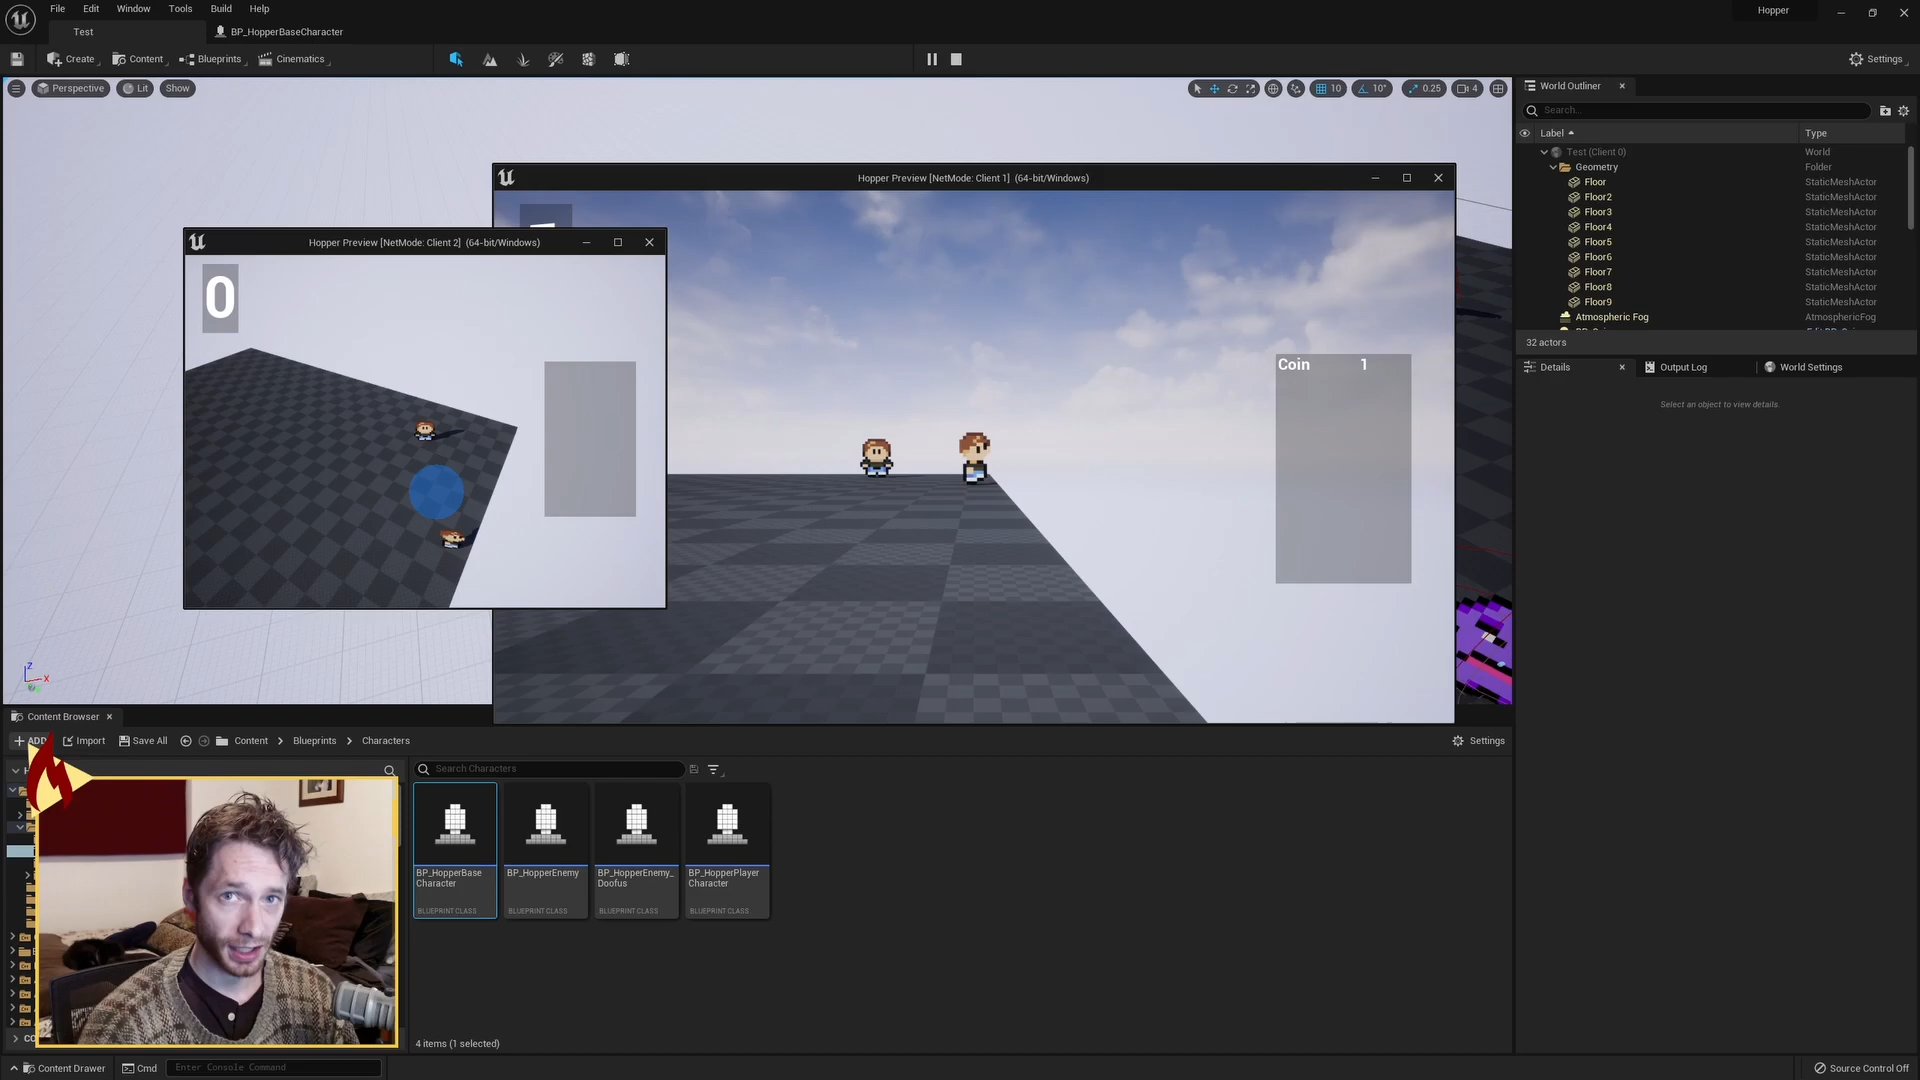 File Edit Window Tools Build Help
Hopper
Test
BP_HopperBaseCharacter
Create
Content
Blueprints
Cinematics
Settings
Perspective
Lit
Show
10
10°
0.25
4
World Outliner
Search...
Label
Type
Test (Client 0) World
Geometry Folder
Floor StaticMeshActor
Floor2 StaticMeshActor
Floor3 StaticMeshActor
Floor4 StaticMeshActor
Floor5 StaticMeshActor
Floor6 StaticMeshActor
Floor7 StaticMeshActor
Floor8 StaticMeshActor
Floor9 StaticMeshActor
Atmospheric Fog AtmosphericFog
32 actors
Details
Output Log
World Settings
Select an object to view details.
Hopper Preview [NetMode: Client 1] (64-bit/Windows)
Coin 1
Hopper Preview [NetMode: Client 2] (64-bit/Windows)
0
Z
X
Content Browser
ADD
Import
Save All
Content
Blueprints
Characters
Settings
Search Characters
BP_HopperBase
Character
BLUEPRINT CLASS
BP_HopperEnemy
BLUEPRINT CLASS
BP_HopperEnemy_
Doofus
BLUEPRINT CLASS
BP_HopperPlayer
Character
BLUEPRINT CLASS
4 items (1 selected)
Content Drawer
Cmd
Enter Console Command
Source Control Off